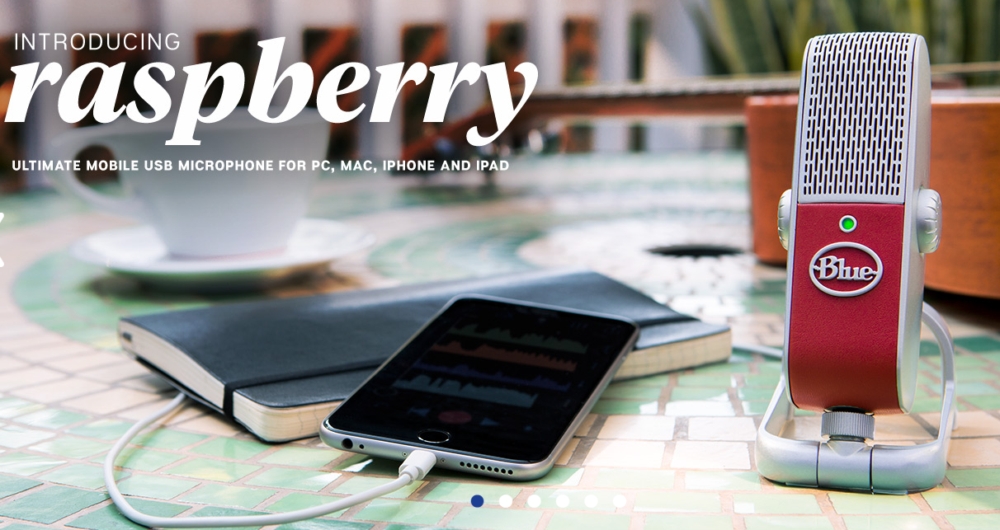 INTRODUCING
raspberry
ULTIMATE MOBILE USB MICROPHONE FOR PC, MAC, IPHONE AND IPAD
Blue